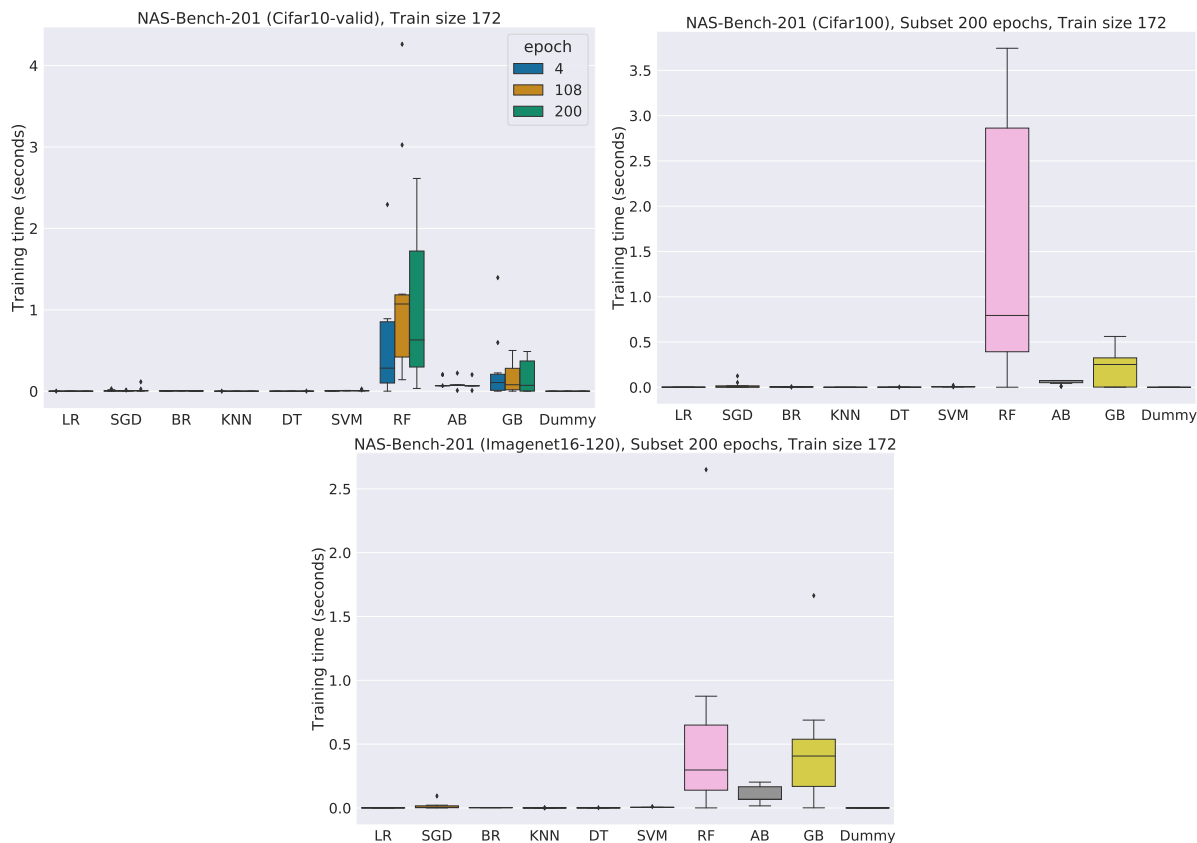 NAS-Bench-201 (Cifar10-valid), Train size 172
epoch
4
108
200
Training time (seconds)
4
3
2
1
0
LR SGD BR KNN DT SVM RF AB GB Dummy
NAS-Bench-201 (Cifar100), Subset 200 epochs, Train size 172
Training time (seconds)
3.5
3.0
2.5
2.0
1.5
1.0
0.5
0.0
LR SGD BR KNN DT SVM RF AB GB Dummy
NAS-Bench-201 (Imagenet16-120), Subset 200 epochs, Train size 172
Training time (seconds)
2.5
2.0
1.5
1.0
0.5
0.0
LR SGD BR KNN DT SVM RF AB GB Dummy